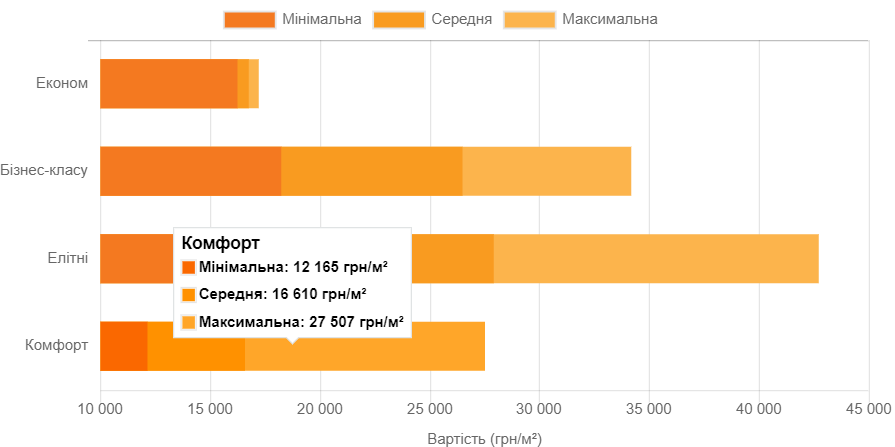 Мінімальна Середня Максимальна
Економ
Бізнес-класу
Елітні
Комфорт
Мінімальна: 12 165 грн/м²
Середня: 16 610 грн/м²
Максимальна: 27 507 грн/м²
Комфорт
10 000 15 000 20 000 25 000 30 000 35 000 40 000 45 000
Вартість (грн/м²)